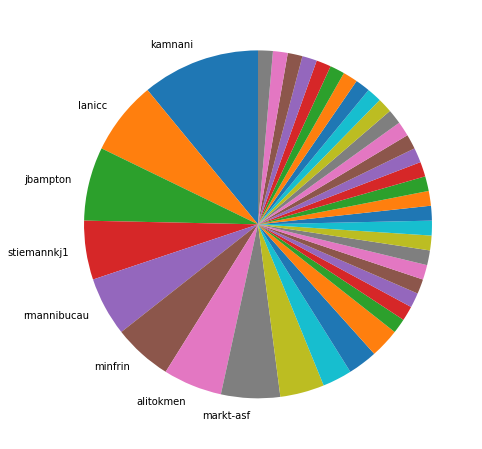 kamnani
lanicc
jbampton
stiemannkj1
rmannibucau
minfrin
alitokmen
markt-asf